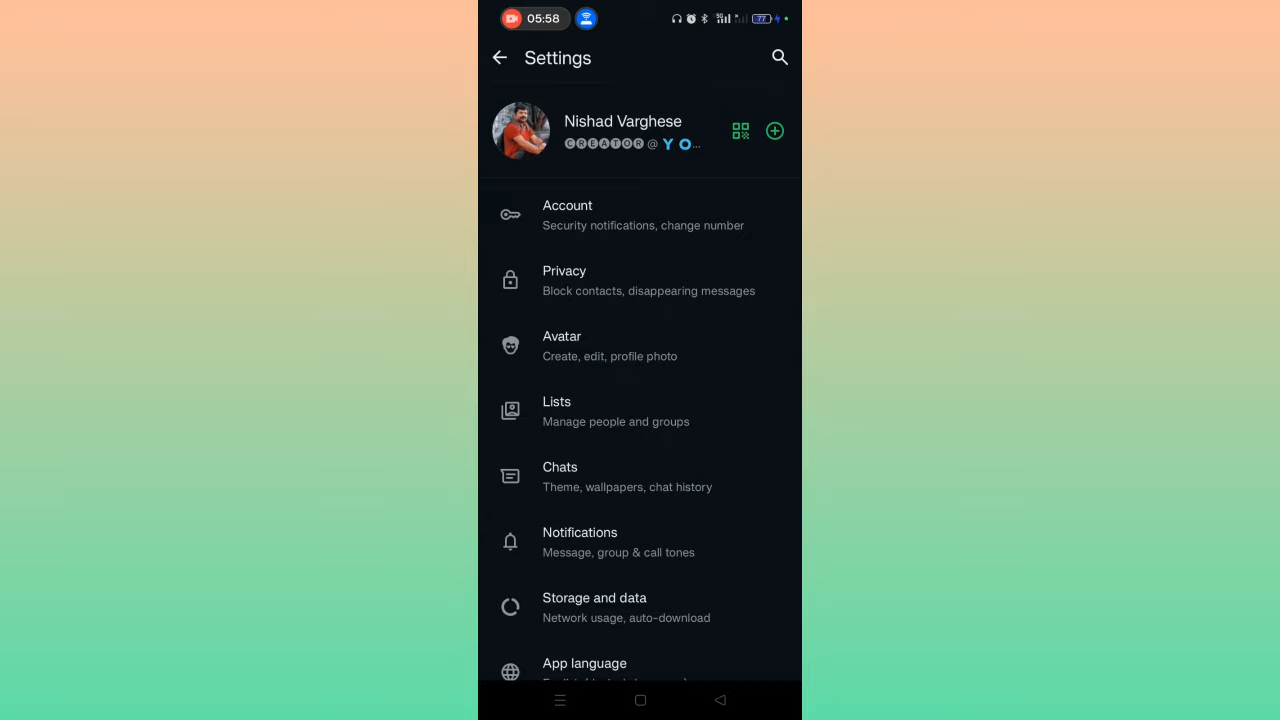 05:58
5G
77
Settings
Nishad Varghese
🅒🅡🅔🅐🅣🅞🅡 @ 🇾 🇴...
Account
Security notifications, change number
Privacy
Block contacts, disappearing messages
Avatar
Create, edit, profile photo
Lists
Manage people and groups
Chats
Theme, wallpapers, chat history
Notifications
Message, group & call tones
Storage and data
Network usage, auto-download
App language